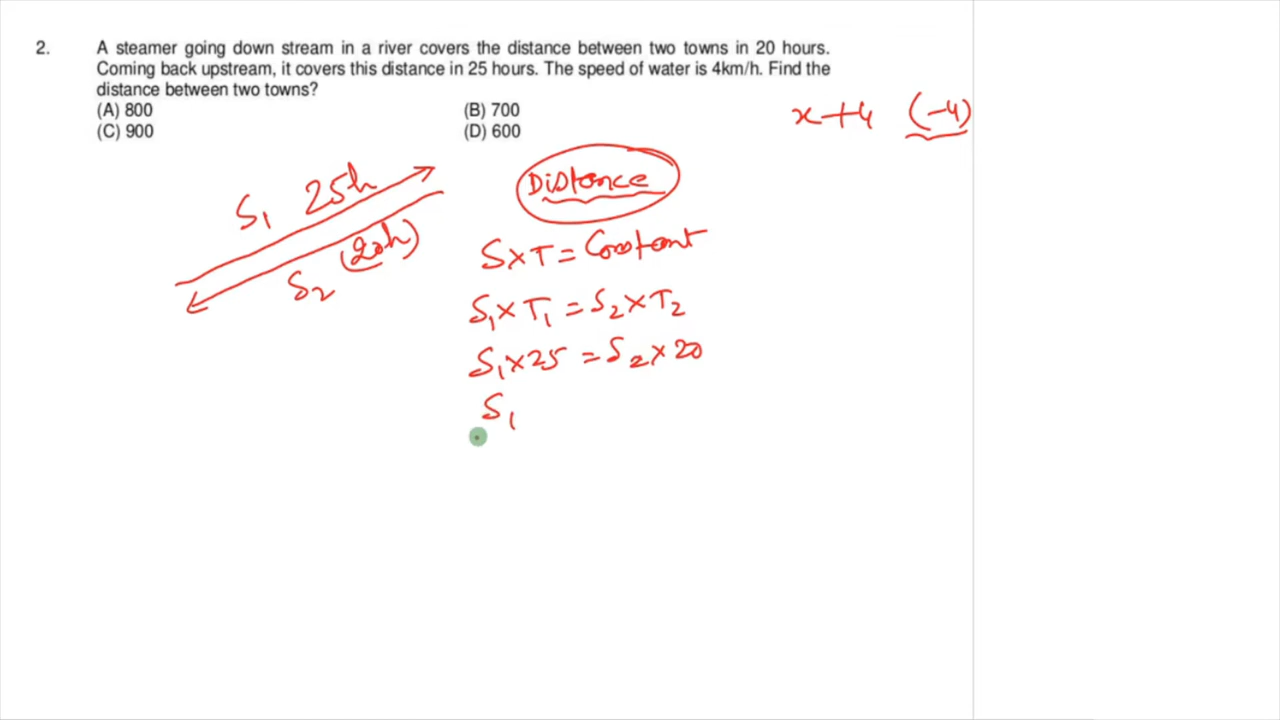 2. A steamer going down stream in a river covers the distance between two towns in 20 hours.
Coming back upstream, it covers this distance in 25 hours. The speed of water is 4km/h. Find the
distance between two towns?
(A) 800 (B) 700
(C) 900 (D) 600
x+4 (-4)
S₁ 25h
S₂ (20h)
Distance
S×T = Constant
S₁×T₁ = S₂×T₂
S₁×25 = S₂×20
S₁